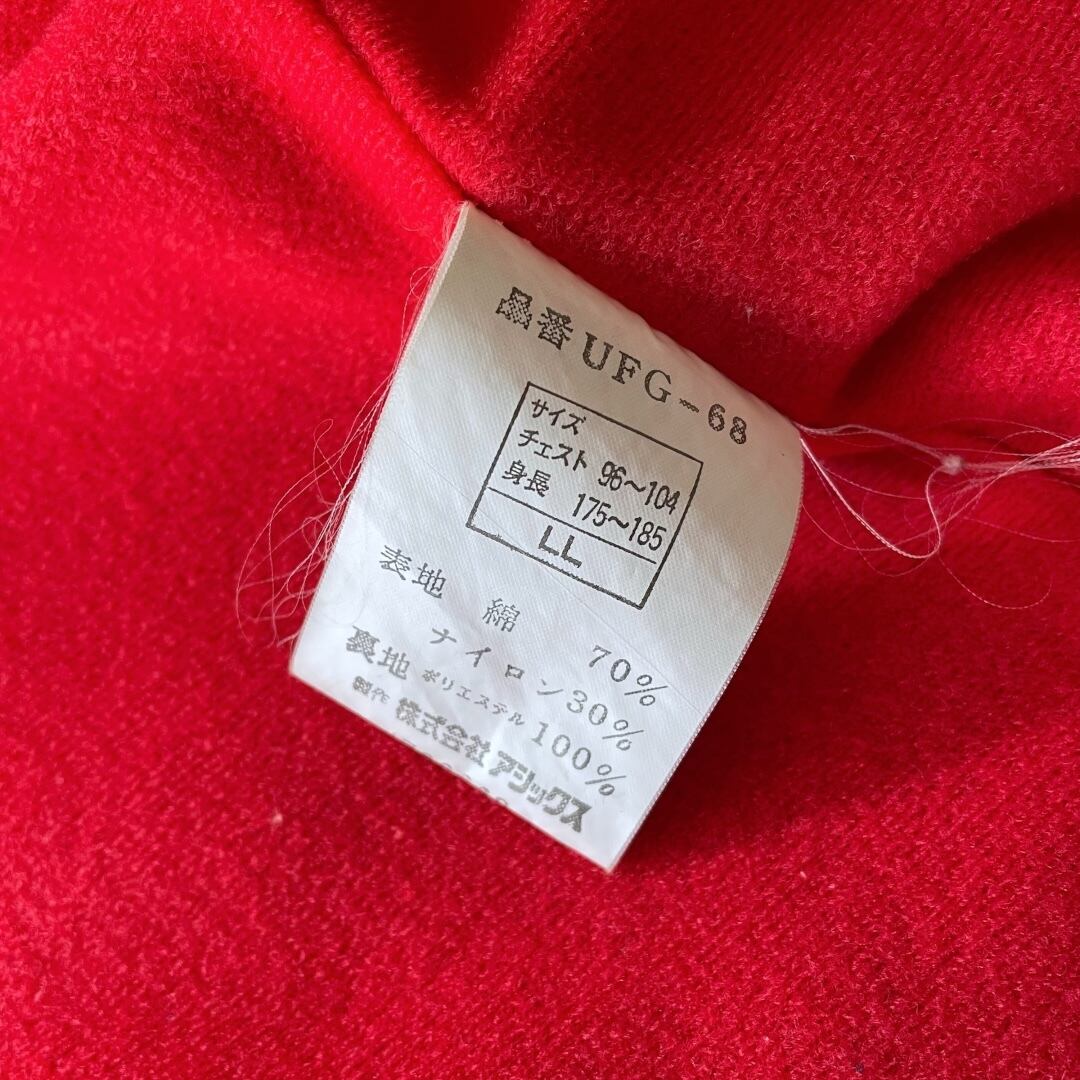 品番 UFG-68
サイズ
チェスト 96〜104
身長 175〜185
LL
表地 綿 70%
ナイロン 30%
裏地 ポリエステル 100%
製作 株式会社アシックス